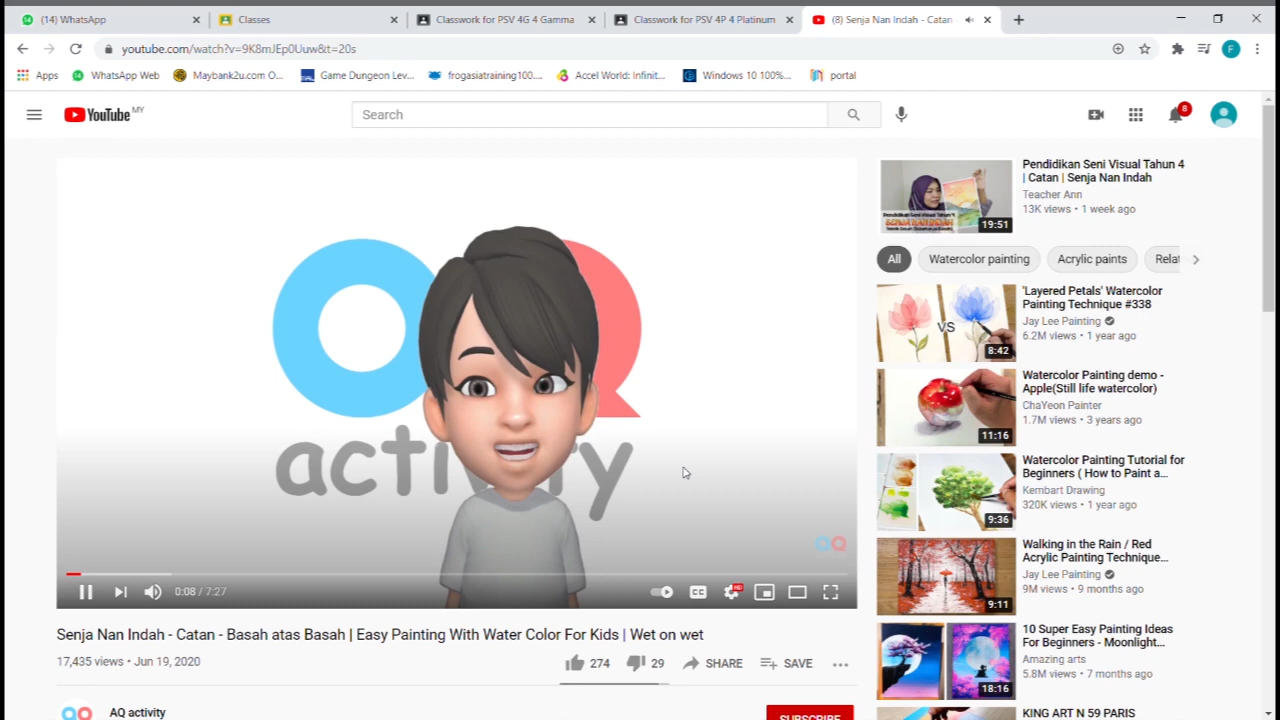 (14) WhatsApp
Classes
Classwork for PSV 4G 4 Gamma
Classwork for PSV 4P 4 Platinum
(8) Senja Nan Indah - Catan -
youtube.com/watch?v=9K8mJEp0Uuw&t=20s
F
Apps
WhatsApp Web
Maybank2u.com O...
Game Dungeon Lev...
frogasiatraining100....
Accel World: Infinit...
Windows 10 100%...
portal
YouTube MY
Search
8
Pendidikan Seni Visual Tahun 4
| Catan | Senja Nan Indah
Teacher Ann
13K views • 1 week ago
Pendidikan Seni Visual Tahun 4
SENJA NAN INDAH
19:51
All
Watercolor painting
Acrylic paints
Relat
activity
VS
8:42
'Layered Petals' Watercolor
Painting Technique #338
Jay Lee Painting
6.2M views • 1 year ago
11:16
Watercolor Painting demo -
Apple(Still life watercolor)
ChaYeon Painter
1.7M views • 3 years ago
9:36
Watercolor Painting Tutorial for
Beginners ( How to Paint a...
Kembart Drawing
320K views • 1 year ago
9:11
Walking in the Rain / Red
Acrylic Painting Technique...
Jay Lee Painting
9M views • 9 months ago
18:16
10 Super Easy Painting Ideas
For Beginners - Moonlight...
Amazing arts
5.8M views • 7 months ago
KING ART N 59 PARIS
0:08 / 7:27
CC
HD
Senja Nan Indah - Catan - Basah atas Basah | Easy Painting With Water Color For Kids | Wet on wet
17,435 views • Jun 19, 2020
274
29
SHARE
SAVE
AQ activity
SUBSCRIBE